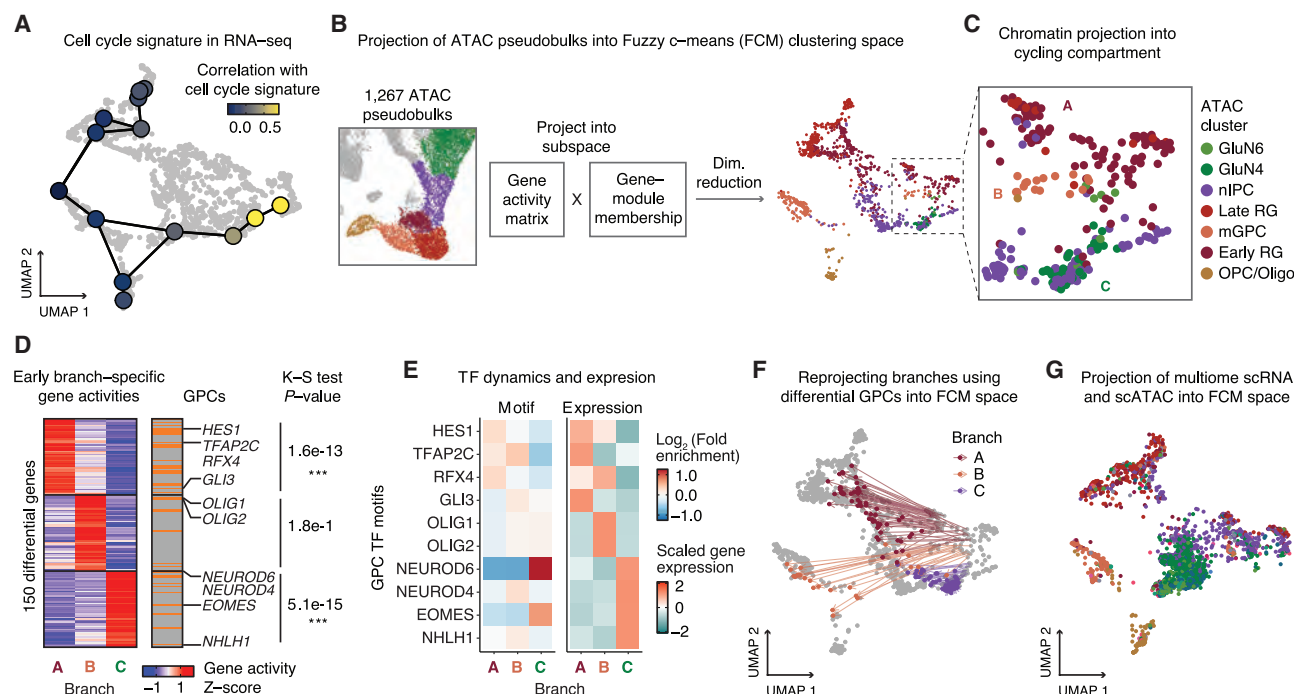 A
Cell cycle signature in RNA–seq
Correlation with
cell cycle signature
0.0 0.5
UMAP 2
UMAP 1
B
Projection of ATAC pseudobulks into Fuzzy c–means (FCM) clustering space
1,267 ATAC
pseudobulks
Project into
subspace
Gene
activity
matrix
X
Gene–
module
membership
Dim.
reduction
C
Chromatin projection into
cycling compartment
A
B
C
ATAC
cluster
GluN6
GluN4
nIPC
Late RG
mGPC
Early RG
OPC/Oligo
D
Early branch–specific
gene activities
GPCs
K–S test
P–value
150 differential genes
HES1
TFAP2C
RFX4
GLI3
OLIG1
OLIG2
NEUROD6
NEUROD4
EOMES
NHLH1
1.6e-13
***
1.8e-1
5.1e-15
***
A B C
Branch
−1 1
Gene activity
Z–score
E
TF dynamics and expresion
Motif Expression
GPC TF motifs
HES1
TFAP2C
RFX4
GLI3
OLIG1
OLIG2
NEUROD6
NEUROD4
EOMES
NHLH1
A B C A B C
Branch
Log2 (Fold
enrichment)
1.0
0.0
−1.0
Scaled gene
expression
2
0
−2
F
Reprojecting branches using
differential GPCs into FCM space
Branch
A
B
C
UMAP 2
UMAP 1
G
Projection of multiome scRNA
and scATAC into FCM space
UMAP 2
UMAP 1